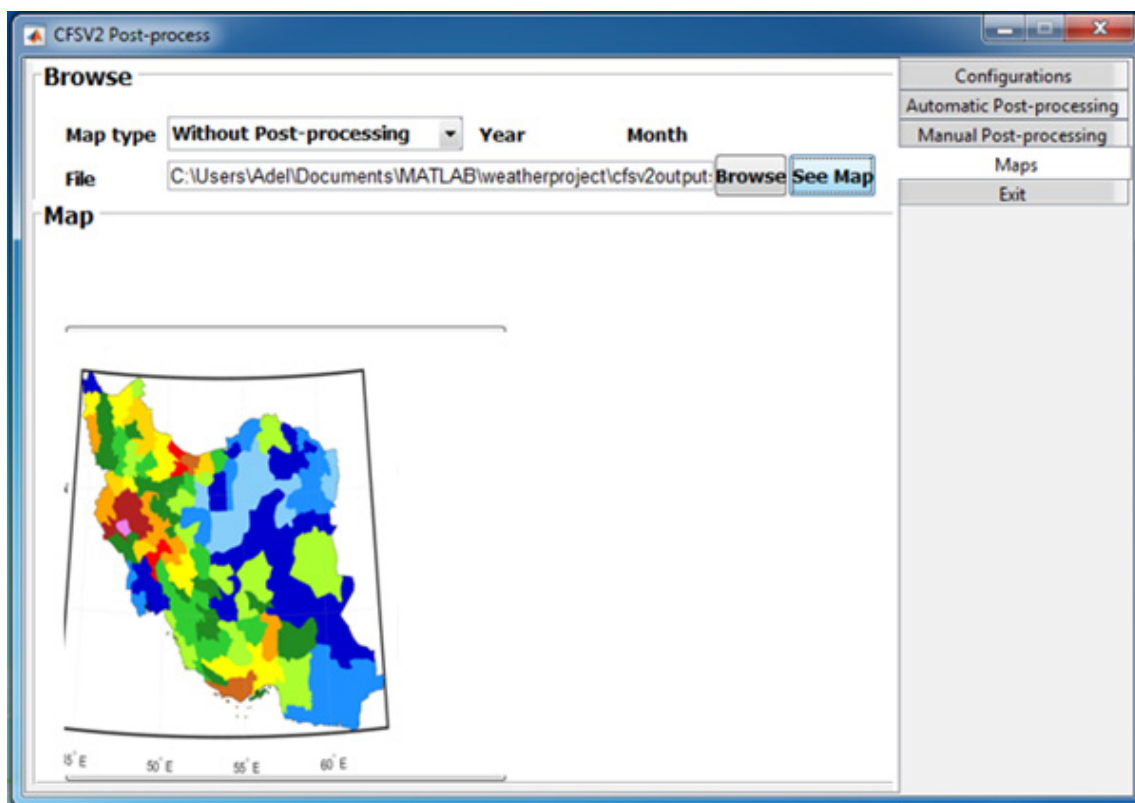 CFSV2 Post-process
Browse
Map type Without Post-processing Year Month
File C:\Users\Adel\Documents\MATLAB\weatherproject\cfsv2output Browse See Map
Map
Configurations
Automatic Post-processing
Manual Post-processing
Maps
Exit
50° E 55° E 60° E